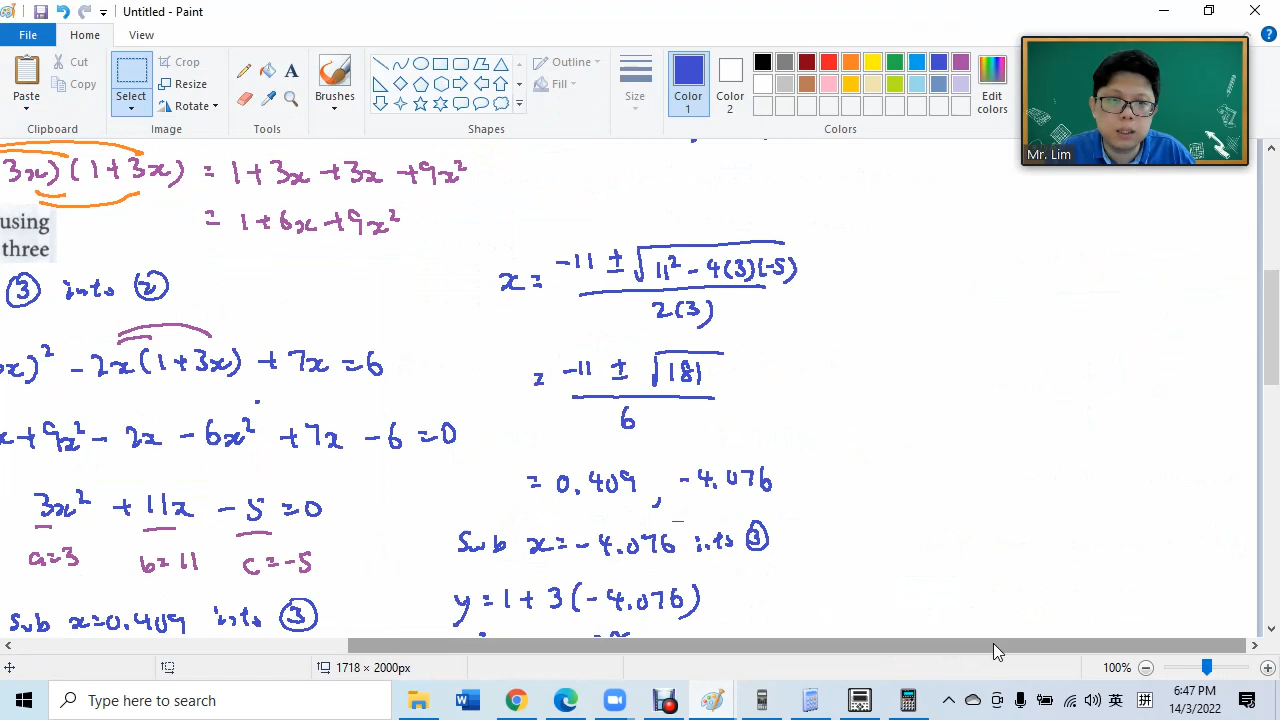 Untitled - Paint
File Home View
Paste
Cut
Copy
Clipboard
Select
Crop
Resize
Rotate
Image
Tools
Brushes
Shapes
Outline
Fill
Size
Color 1
Color 2
Colors
Edit colors
Mr. Lim
3x)(1+3x) = 1+3x+3x+9x²
= 1+6x+9x²
using
three
③ into ②
x)² - 2x(1+3x) + 7x = 6
x+9x² - 2x - 6x² + 7x - 6 = 0
3x² + 11x - 5 = 0
a=3 b=11 c=-5
Sub x=0.409 into ③
x = -11 ± √11² - 4(3)(-5)
2(3)
= -11 ± √181
6
= 0.409 , -4.076
Sub x = -4.076 into ③
y = 1 + 3(-4.076)
1718 × 2000px
100%
Type here to search
英
拼
6:47 PM
14/3/2022